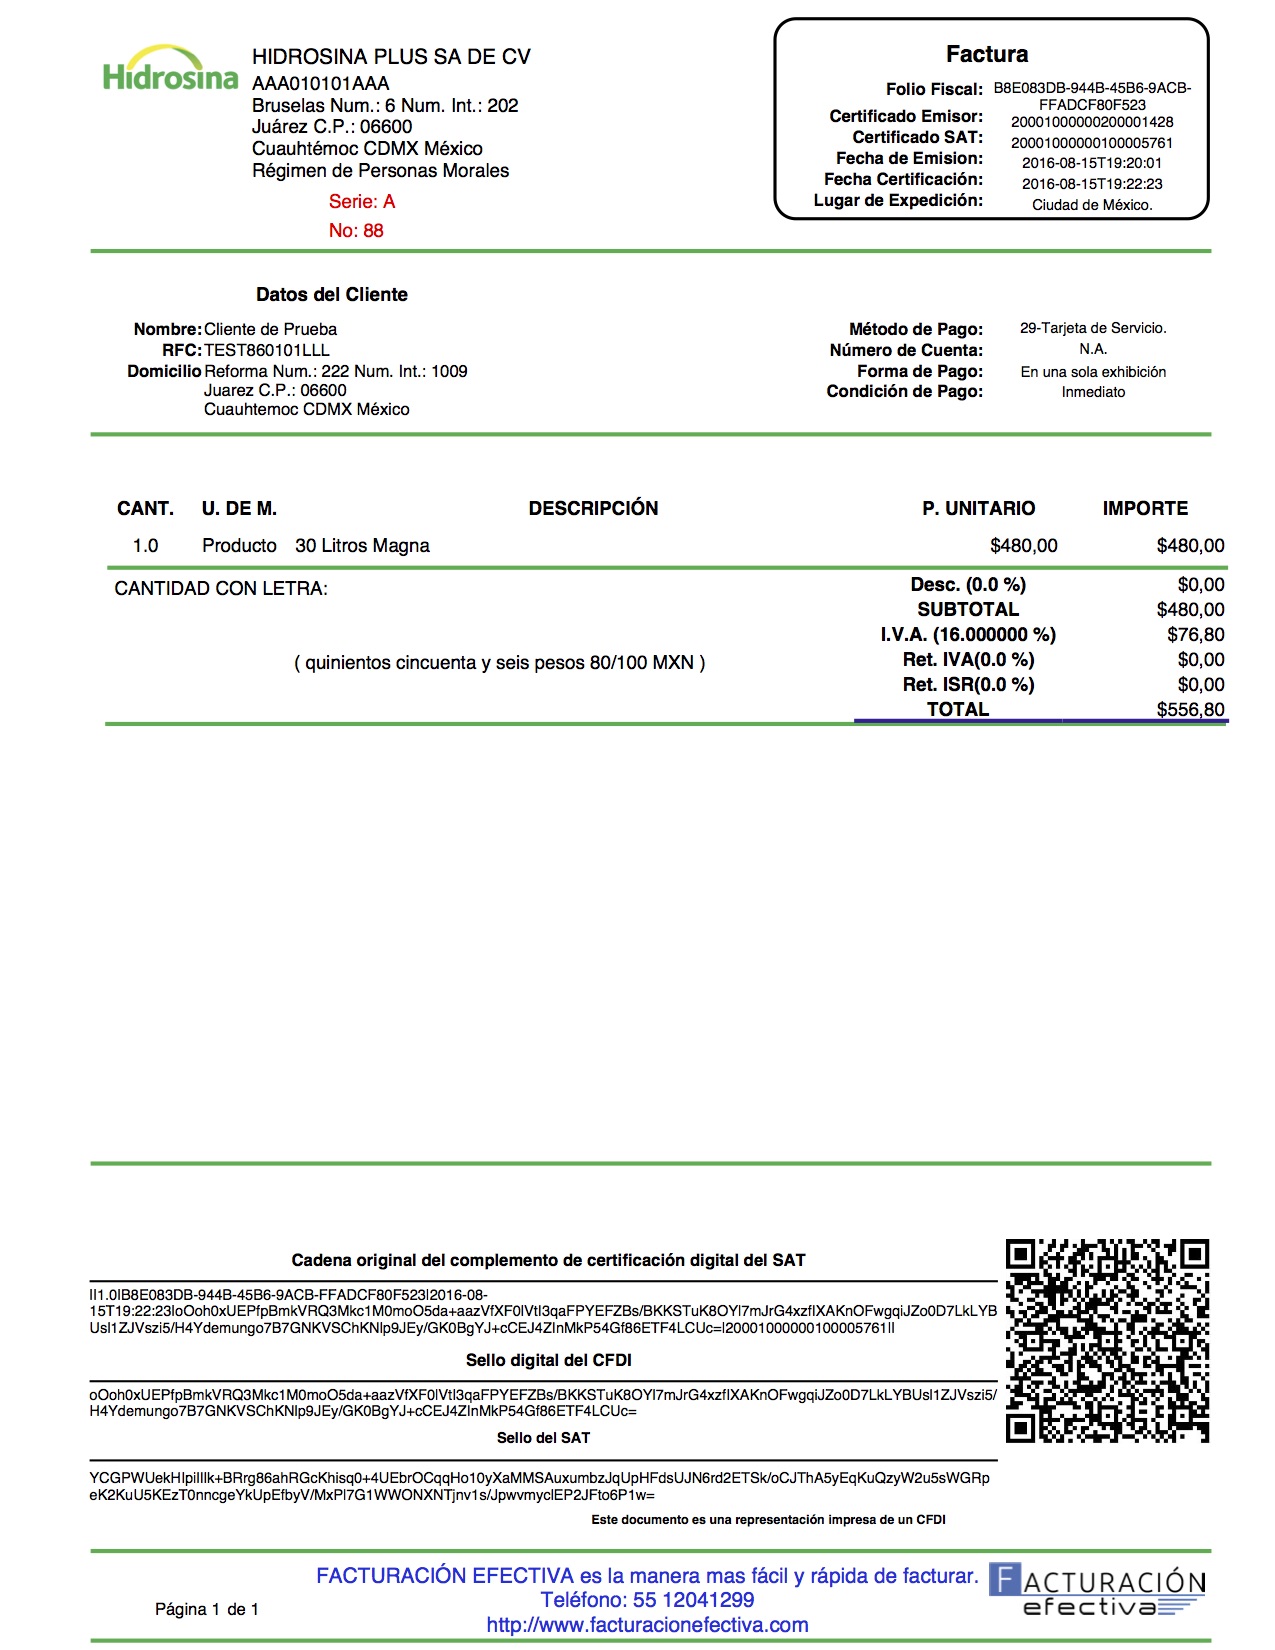 Hidrosina
HIDROSINA PLUS SA DE CV
AAA010101AAA
Bruselas Num.: 6 Num. Int.: 202
Juárez C.P.: 06600
Cuauhtémoc CDMX México
Régimen de Personas Morales
Serie: A
No: 88
Factura
Folio Fiscal: B8E083DB-944B-45B6-9ACB-
FFADCF80F523
Certificado Emisor: 20001000000200001428
Certificado SAT: 20001000000100005761
Fecha de Emision: 2016-08-15T19:20:01
Fecha Certificación: 2016-08-15T19:22:23
Lugar de Expedición: Ciudad de México.
Datos del Cliente
Nombre: Cliente de Prueba
RFC: TEST860101LLL
Domicilio Reforma Num.: 222 Num. Int.: 1009
Juarez C.P.: 06600
Cuauhtemoc CDMX México
Método de Pago: 29-Tarjeta de Servicio.
Número de Cuenta: N.A.
Forma de Pago: En una sola exhibición
Condición de Pago: Inmediato
CANT. U. DE M. DESCRIPCIÓN P. UNITARIO IMPORTE
1.0 Producto 30 Litros Magna $480,00 $480,00
CANTIDAD CON LETRA:
( quinientos cincuenta y seis pesos 80/100 MXN )
Desc. (0.0 %) $0,00
SUBTOTAL $480,00
I.V.A. (16.000000 %) $76,80
Ret. IVA(0.0 %) $0,00
Ret. ISR(0.0 %) $0,00
TOTAL $556,80
Cadena original del complemento de certificación digital del SAT
||1.0|B8E083DB-944B-45B6-9ACB-FFADCF80F523|2016-08-
15T19:22:23|oOoh0xUEPfpBmkVRQ3Mkc1M0moO5da+aazVfXF0lVtI3qaFPYEFZBs/BKKSTuK8OYl7mJrG4xzflXAKnOFwgqiJZo0D7LkLYB
Usl1ZJVszi5/H4Ydemungo7B7GNKVSChKNlp9JEy/GK0BgYJ+cCEJ4ZInMkP54Gf86ETF4LCUc=|20001000000100005761||
Sello digital del CFDI
oOoh0xUEPfpBmkVRQ3Mkc1M0moO5da+aazVfXF0lVtI3qaFPYEFZBs/BKKSTuK8OYl7mJrG4xzflXAKnOFwgqiJZo0D7LkLYBUsl1ZJVszi5/
H4Ydemungo7B7GNKVSChKNlp9JEy/GK0BgYJ+cCEJ4ZInMkP54Gf86ETF4LCUc=
Sello del SAT
YCGPWUekHIpiIlIk+BRrg86ahRGcKhisq0+4UEbrOCqqHo10yXaMMSAuxumbzJqUpHFdsUJN6rd2ETSk/oCJThA5yEqKuQzyW2u5sWGRp
eK2KuU5KEzT0nncgeYkUpEfbyV/MxPl7G1WWONXNTjnv1s/JpwvmyclEP2JFto6P1w=
Este documento es una representación impresa de un CFDI
Página 1 de 1
FACTURACIÓN EFECTIVA es la manera mas fácil y rápida de facturar.
Teléfono: 55 12041299
http://www.facturacionefectiva.com
FACTURACIÓN
efectiva